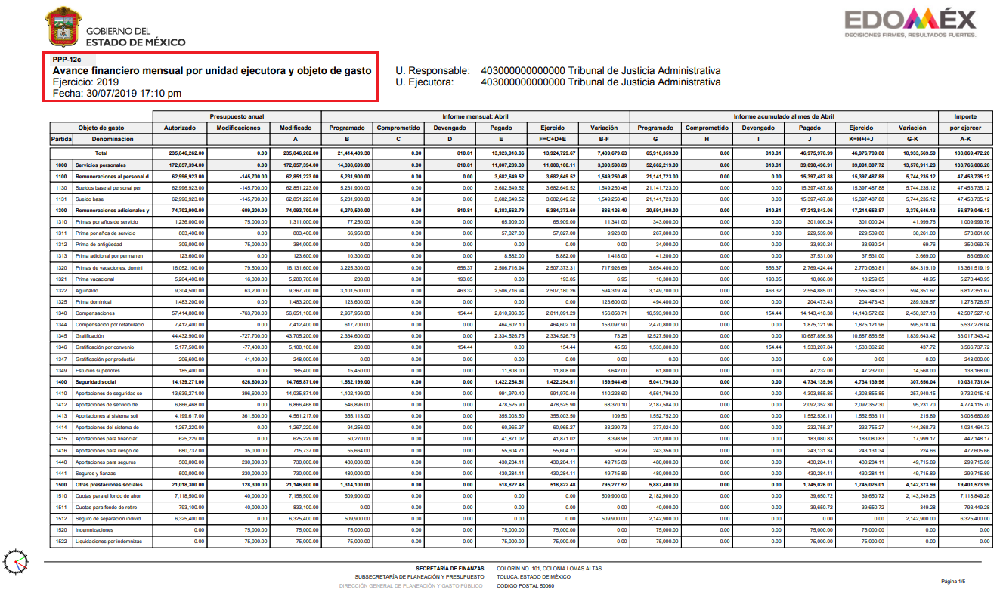 GOBIERNO DEL
ESTADO DE MÉXICO
EDOMÉX
DECISIONES FIRMES, RESULTADOS FUERTES.
PPP-12c
Avance financiero mensual por unidad ejecutora y objeto de gasto
Ejercicio: 2019
Fecha: 30/07/2019 17:10 pm
U. Responsable: 403000000000000 Tribunal de Justicia Administrativa
U. Ejecutora: 403000000000000 Tribunal de Justicia Administrativa
Presupuesto anual Informe mensual: Abril Informe acumulado al mes de Abril Importe
Objeto de gasto Autorizado Modificaciones Modificado Programado Comprometido Devengado Pagado Ejercido Variación Programado Comprometido Devengado Pagado Ejercido Variación por ejercer
Partida Denominación A B C D E F=C+D+E B-F G H I J K=H+I+J G-K A-K
Total 235,846,262.00 0.00 235,846,262.00 21,414,409.30 0.00 810.81 13,923,918.86 13,924,729.67 7,489,679.63 65,910,359.30 0.00 810.81 46,975,978.99 46,976,789.80 18,933,569.50 188,869,472.20
1000 Servicios personales 172,857,394.00 0.00 172,857,394.00 14,398,699.00 0.00 810.81 11,007,289.30 11,008,100.11 3,390,598.89 52,662,219.00 0.00 810.81 39,090,496.91 39,091,307.72 13,570,911.28 133,766,086.28
1100 Remuneraciones al personal d 62,996,923.00 -145,700.00 62,851,223.00 5,231,900.00 0.00 0.00 3,682,649.52 3,682,649.52 1,549,250.48 21,141,723.00 0.00 0.00 15,397,487.88 15,397,487.88 5,744,235.12 47,453,735.12
1130 Sueldos base al personal per 62,996,923.00 -145,700.00 62,851,223.00 5,231,900.00 0.00 0.00 3,682,649.52 3,682,649.52 1,549,250.48 21,141,723.00 0.00 0.00 15,397,487.88 15,397,487.88 5,744,235.12 47,453,735.12
1131 Sueldo base 62,996,923.00 -145,700.00 62,851,223.00 5,231,900.00 0.00 0.00 3,682,649.52 3,682,649.52 1,549,250.48 21,141,723.00 0.00 0.00 15,397,487.88 15,397,487.88 5,744,235.12 47,453,735.12
1300 Remuneraciones adicionales y 74,702,900.00 -609,200.00 74,093,700.00 6,270,500.00 0.00 810.81 5,383,562.79 5,384,373.60 886,126.40 20,591,300.00 0.00 810.81 17,213,843.06 17,214,653.87 3,376,646.13 56,879,046.13
1310 Primas por años de servicio 1,236,000.00 75,000.00 1,311,000.00 77,250.00 0.00 0.00 65,909.00 65,909.00 11,341.00 343,000.00 0.00 0.00 301,000.24 301,000.24 41,999.76 1,009,999.76
1311 Prima por años de servicio 803,400.00 0.00 803,400.00 66,950.00 0.00 0.00 57,027.00 57,027.00 9,923.00 267,800.00 0.00 0.00 229,539.00 229,539.00 38,261.00 573,861.00
1312 Prima de antigüedad 309,000.00 75,000.00 384,000.00 0.00 0.00 0.00 0.00 0.00 0.00 34,000.00 0.00 0.00 33,930.24 33,930.24 69.76 350,069.76
1313 Prima adicional por permanen 123,600.00 0.00 123,600.00 10,300.00 0.00 0.00 8,882.00 8,882.00 1,418.00 41,200.00 0.00 0.00 37,531.00 37,531.00 3,669.00 86,069.00
1320 Primas de vacaciones, domini 16,052,100.00 79,500.00 16,131,600.00 3,225,300.00 0.00 656.37 2,506,716.94 2,507,373.31 717,926.69 3,654,400.00 0.00 656.37 2,769,424.44 2,770,080.81 884,319.19 13,361,519.19
1321 Prima vacacional 5,264,400.00 16,300.00 5,280,700.00 200.00 0.00 193.05 0.00 193.05 6.95 10,300.00 0.00 193.05 10,066.00 10,259.05 40.95 5,270,440.95
1322 Aguinaldo 9,304,500.00 63,200.00 9,367,700.00 3,101,500.00 0.00 463.32 2,506,716.94 2,507,180.26 594,319.74 3,149,700.00 0.00 463.32 2,554,885.01 2,555,348.33 594,351.67 6,812,351.67
1325 Prima dominical 1,483,200.00 0.00 1,483,200.00 123,600.00 0.00 0.00 0.00 0.00 123,600.00 494,400.00 0.00 0.00 204,473.43 204,473.43 289,926.57 1,278,726.57
1340 Compensaciones 57,414,800.00 -763,700.00 56,651,100.00 2,967,950.00 0.00 154.44 2,810,936.85 2,811,091.29 156,858.71 16,593,900.00 0.00 154.44 14,143,418.38 14,143,572.82 2,450,327.18 42,507,527.18
1344 Compensación por retabulació 7,412,400.00 0.00 7,412,400.00 617,700.00 0.00 0.00 464,602.10 464,602.10 153,097.90 2,470,800.00 0.00 0.00 1,875,121.96 1,875,121.96 595,678.04 5,537,278.04
1345 Gratificación 44,432,900.00 -727,700.00 43,705,200.00 2,334,600.00 0.00 0.00 2,334,526.75 2,334,526.75 73.25 12,527,500.00 0.00 0.00 10,687,856.58 10,687,856.58 1,839,643.42 33,017,343.42
1346 Gratificación por convenio 5,177,500.00 -77,400.00 5,100,100.00 200.00 0.00 154.44 0.00 154.44 45.56 1,533,800.00 0.00 154.44 1,533,207.84 1,533,362.28 437.72 3,566,737.72
1347 Gratificación por productivi 206,600.00 41,400.00 248,000.00 0.00 0.00 0.00 0.00 0.00 0.00 0.00 0.00 0.00 0.00 0.00 0.00 248,000.00
1349 Estudios superiores 185,400.00 0.00 185,400.00 15,450.00 0.00 0.00 11,808.00 11,808.00 3,642.00 61,800.00 0.00 0.00 47,232.00 47,232.00 14,568.00 138,168.00
1400 Seguridad social 14,139,271.00 626,600.00 14,765,871.00 1,582,199.00 0.00 0.00 1,422,254.51 1,422,254.51 159,944.49 5,041,796.00 0.00 0.00 4,734,139.96 4,734,139.96 307,656.04 10,031,731.04
1410 Aportaciones de seguridad so 13,639,271.00 396,600.00 14,035,871.00 1,102,199.00 0.00 0.00 991,970.40 991,970.40 110,228.60 4,561,796.00 0.00 0.00 4,303,855.85 4,303,855.85 257,940.15 9,732,015.15
1412 Aportaciones de servicio de 6,866,468.00 0.00 6,866,468.00 546,896.00 0.00 0.00 478,525.90 478,525.90 68,370.10 2,187,584.00 0.00 0.00 2,092,352.30 2,092,352.30 95,231.70 4,774,115.70
1413 Aportaciones al sistema soli 4,199,617.00 361,600.00 4,561,217.00 355,113.00 0.00 0.00 355,003.50 355,003.50 109.50 1,552,752.00 0.00 0.00 1,552,536.11 1,552,536.11 215.89 3,008,680.89
1414 Aportaciones del sistema de 1,267,220.00 0.00 1,267,220.00 94,256.00 0.00 0.00 60,965.27 60,965.27 33,290.73 377,024.00 0.00 0.00 232,755.27 232,755.27 144,268.73 1,034,464.73
1415 Aportaciones para financiar 625,229.00 0.00 625,229.00 50,270.00 0.00 0.00 41,871.02 41,871.02 8,398.98 201,080.00 0.00 0.00 183,080.83 183,080.83 17,999.17 442,148.17
1416 Aportaciones para riesgo de 680,737.00 35,000.00 715,737.00 55,664.00 0.00 0.00 55,604.71 55,604.71 59.29 243,356.00 0.00 0.00 243,131.34 243,131.34 224.66 472,605.66
1440 Aportaciones para seguros 500,000.00 230,000.00 730,000.00 480,000.00 0.00 0.00 430,284.11 430,284.11 49,715.89 480,000.00 0.00 0.00 430,284.11 430,284.11 49,715.89 299,715.89
1441 Seguros y fianzas 500,000.00 230,000.00 730,000.00 480,000.00 0.00 0.00 430,284.11 430,284.11 49,715.89 480,000.00 0.00 0.00 430,284.11 430,284.11 49,715.89 299,715.89
1500 Otras prestaciones sociales 21,018,300.00 128,300.00 21,146,600.00 1,314,100.00 0.00 0.00 518,822.48 518,822.48 795,277.52 5,887,400.00 0.00 0.00 1,745,026.01 1,745,026.01 4,142,373.99 19,401,573.99
1510 Cuotas para el fondo de ahor 7,118,500.00 40,000.00 7,158,500.00 509,900.00 0.00 0.00 0.00 0.00 509,900.00 2,182,900.00 0.00 0.00 39,650.72 39,650.72 2,143,249.28 7,118,849.28
1511 Cuotas para fondo de retiro 793,100.00 40,000.00 833,100.00 0.00 0.00 0.00 0.00 0.00 0.00 40,000.00 0.00 0.00 39,650.72 39,650.72 349.28 793,449.28
1512 Seguro de separación individ 6,325,400.00 0.00 6,325,400.00 509,900.00 0.00 0.00 0.00 0.00 509,900.00 2,142,900.00 0.00 0.00 0.00 0.00 2,142,900.00 6,325,400.00
1520 Indemnizaciones 0.00 75,000.00 75,000.00 75,000.00 0.00 0.00 75,000.00 75,000.00 0.00 75,000.00 0.00 0.00 75,000.00 75,000.00 0.00 0.00
1522 Liquidaciones por indemnizac 0.00 75,000.00 75,000.00 75,000.00 0.00 0.00 75,000.00 75,000.00 0.00 75,000.00 0.00 0.00 75,000.00 75,000.00 0.00 0.00
SECRETARÍA DE FINANZAS COLORÍN NO. 101, COLONIA LOMAS ALTAS
SUBSECRETARÍA DE PLANEACIÓN Y PRESUPUESTO TOLUCA, ESTADO DE MÉXICO
DIRECCIÓN GENERAL DE PLANEACIÓN Y GASTO PÚBLICO CODIGO POSTAL 50060
Página 1/5